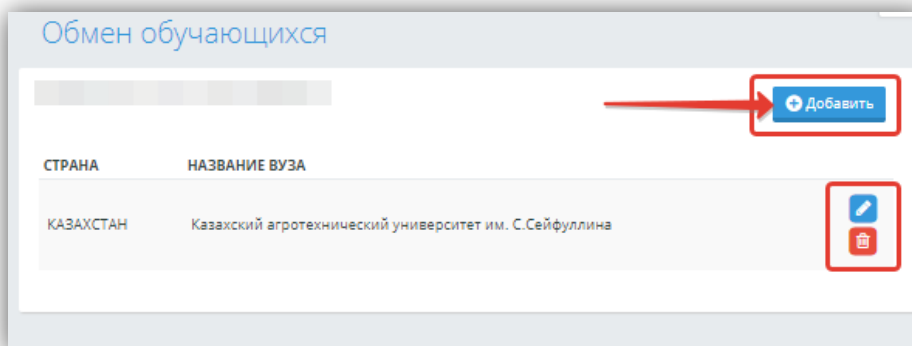 Обмен обучающихся
Добавить
СТРАНА НАЗВАНИЕ ВУЗА
КАЗАХСТАН Казахский агротехнический университет им. С.Сейфуллина